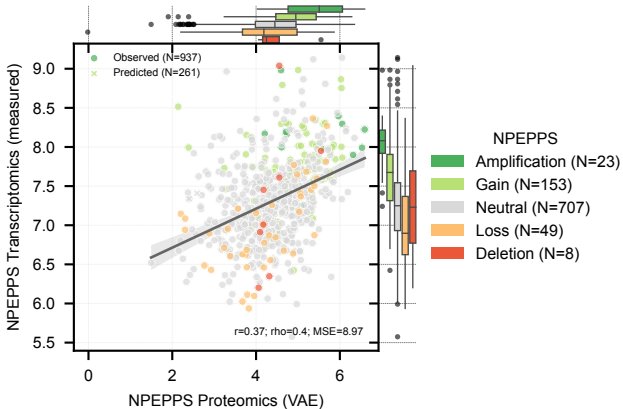 Observed (N=937)
Predicted (N=261)
9.0
8.5
8.0
7.5
7.0
6.5
6.0
5.5
NPEPPS Transcriptomics (measured)
r=0.37; rho=0.4; MSE=8.97
0 2 4 6
NPEPPS Proteomics (VAE)
NPEPPS
Amplification (N=23)
Gain (N=153)
Neutral (N=707)
Loss (N=49)
Deletion (N=8)